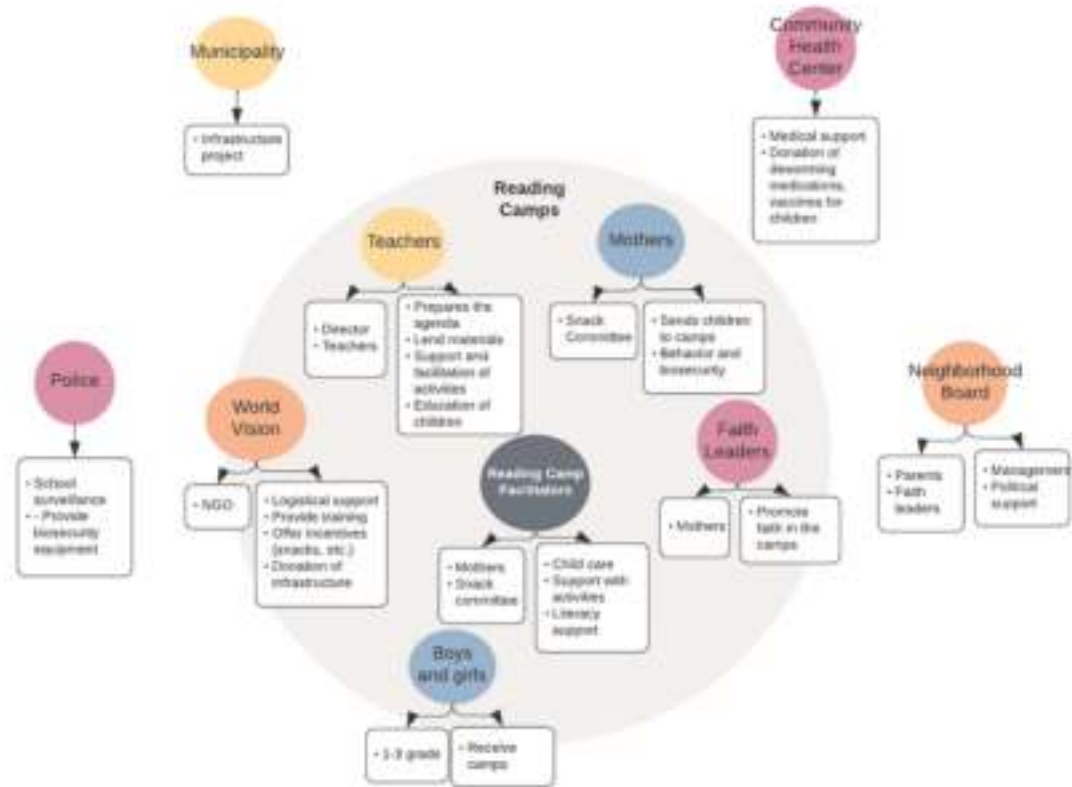 Municipality
• Infrastructure
project
Community
Health
Center
• Medical support
• Donation of
deworming
medications,
vaccines for
children
Reading
Camps
Teachers
• Director
• Teachers
• Prepares the
agenda
• Lend materials
• Support and
facilitation of
activities
• Education of
children
Mothers
• Snack
Committee
• Sends children
to camps
• Behavior and
biosecurity
Police
• School
surveillance
• - Provide
biosecurity
equipment
World
Vision
• NGO
• Logistical support
• Provide training
• Offer incentives
(snacks, etc.)
• Donation of
infrastructure
Reading Camp
Facilitators
• Mothers
• Snack
committee
• Child care
• Support with
activities
• Literacy
support
Faith
Leaders
• Mothers
• Promote
faith in the
camps
Neighborhood
Board
• Parents
• Faith
leaders
• Management
• Political
support
Boys
and girls
• 1-3 grade
• Receive
camps